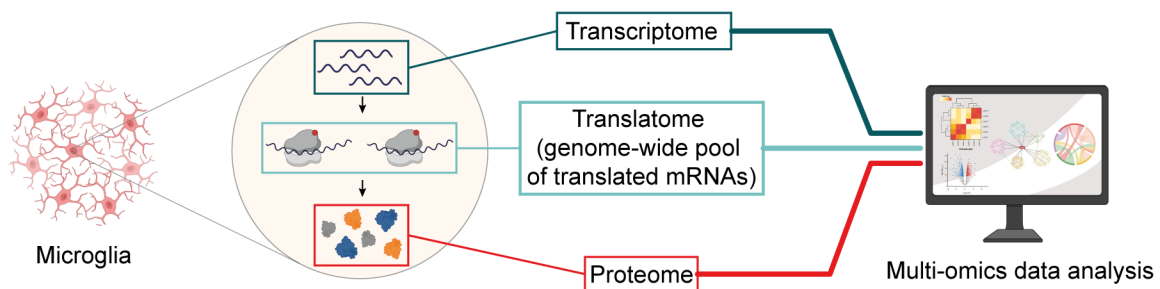 Transcriptome
Translatome
(genome-wide pool
of translated mRNAs)
Proteome
Microglia
Multi-omics data analysis